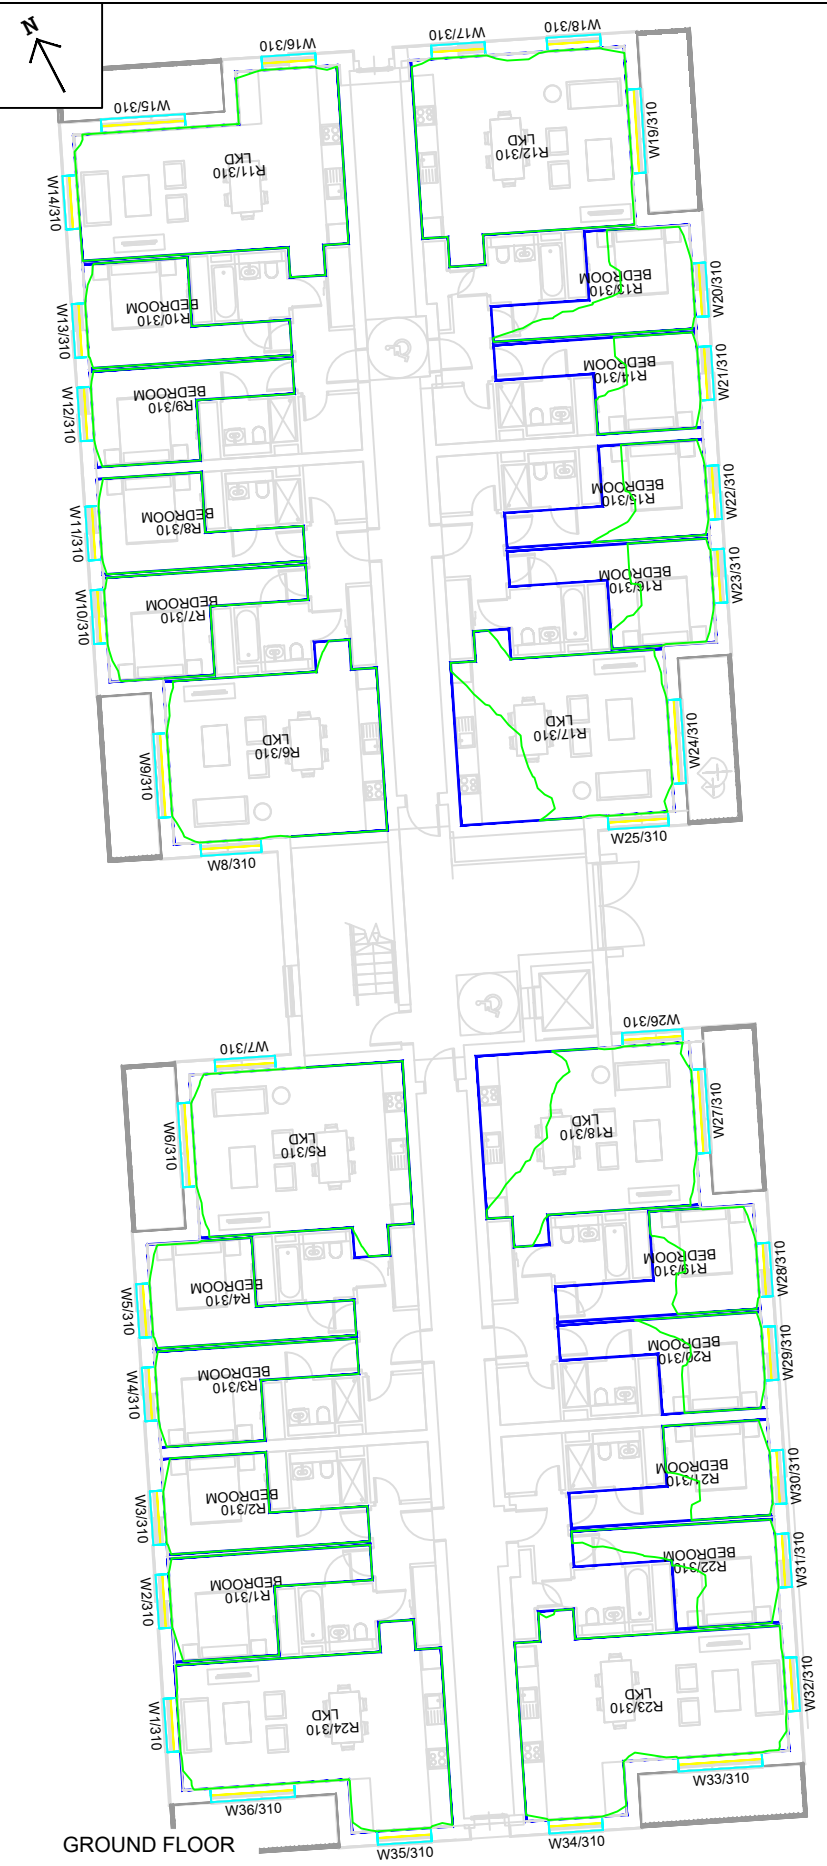 N
W16/310
W17/310
W18/310
W15/310
W19/310
W14/310
R11/310
LKD
R12/310
LKD
W13/310
R10/310
BEDROOM
R13/310
BEDROOM
W20/310
W12/310
R9/310
BEDROOM
R14/310
BEDROOM
W21/310
W11/310
R8/310
BEDROOM
R15/310
BEDROOM
W22/310
W10/310
R7/310
BEDROOM
R16/310
BEDROOM
W23/310
W9/310
LKD
R6/310
R17/310
LKD
W24/310
W8/310
W25/310
W7/310
W26/310
W6/310
R5/310
LKD
R18/310
LKD
W27/310
W5/310
R4/310
BEDROOM
R19/310
BEDROOM
W28/310
W4/310
R3/310
BEDROOM
R20/310
BEDROOM
W29/310
W3/310
R2/310
BEDROOM
R21/310
BEDROOM
W30/310
W2/310
R1/310
BEDROOM
R22/310
BEDROOM
W31/310
W1/310
R24/310
LKD
R23/310
LKD
W32/310
W36/310
W33/310
W35/310
W34/310
GROUND FLOOR